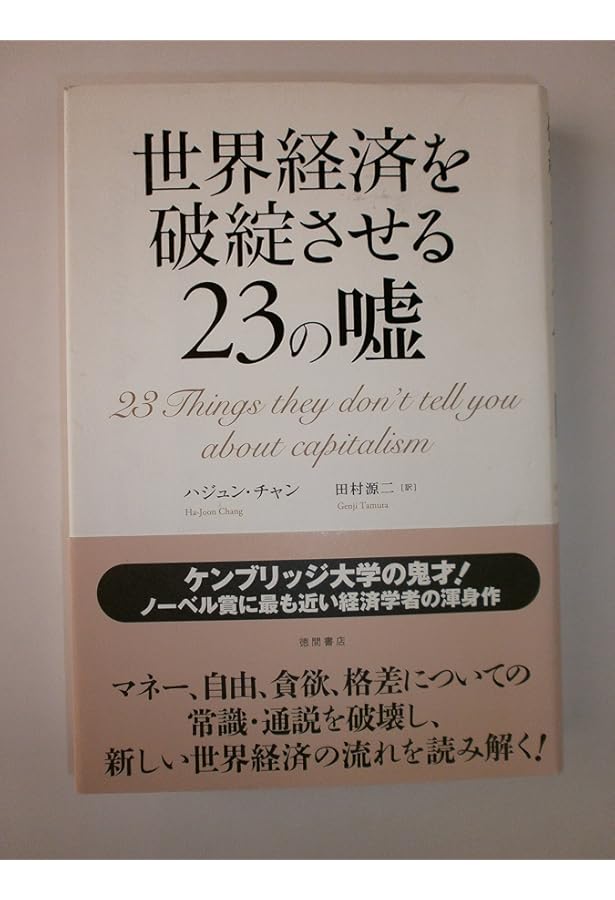 世界経済を
破綻させる
23の嘘
23 Things they don't tell you
about capitalism
ハジュン・チャン 田村源二[訳]
Ha-Joon Chang Genji Tamura
ケンブリッジ大学の鬼才!
ノーベル賞に最も近い経済学者の渾身作
徳間書店
マネー、自由、貪欲、格差についての
常識・通説を破壊し、
新しい世界経済の流れを読み解く!